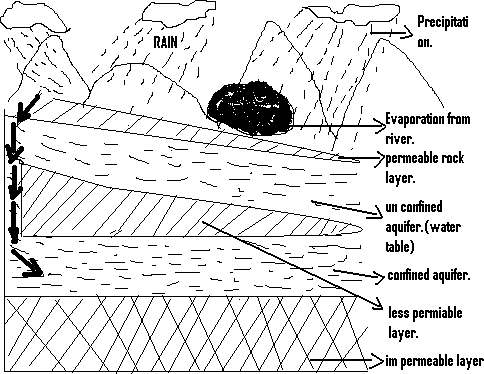 Precipitati
on.
RAIN
Evaporation from
river.
permeable rock
layer.
un confined
aquifer.(water
table)
confined aquifer.
less permiable
layer.
im permeable layer